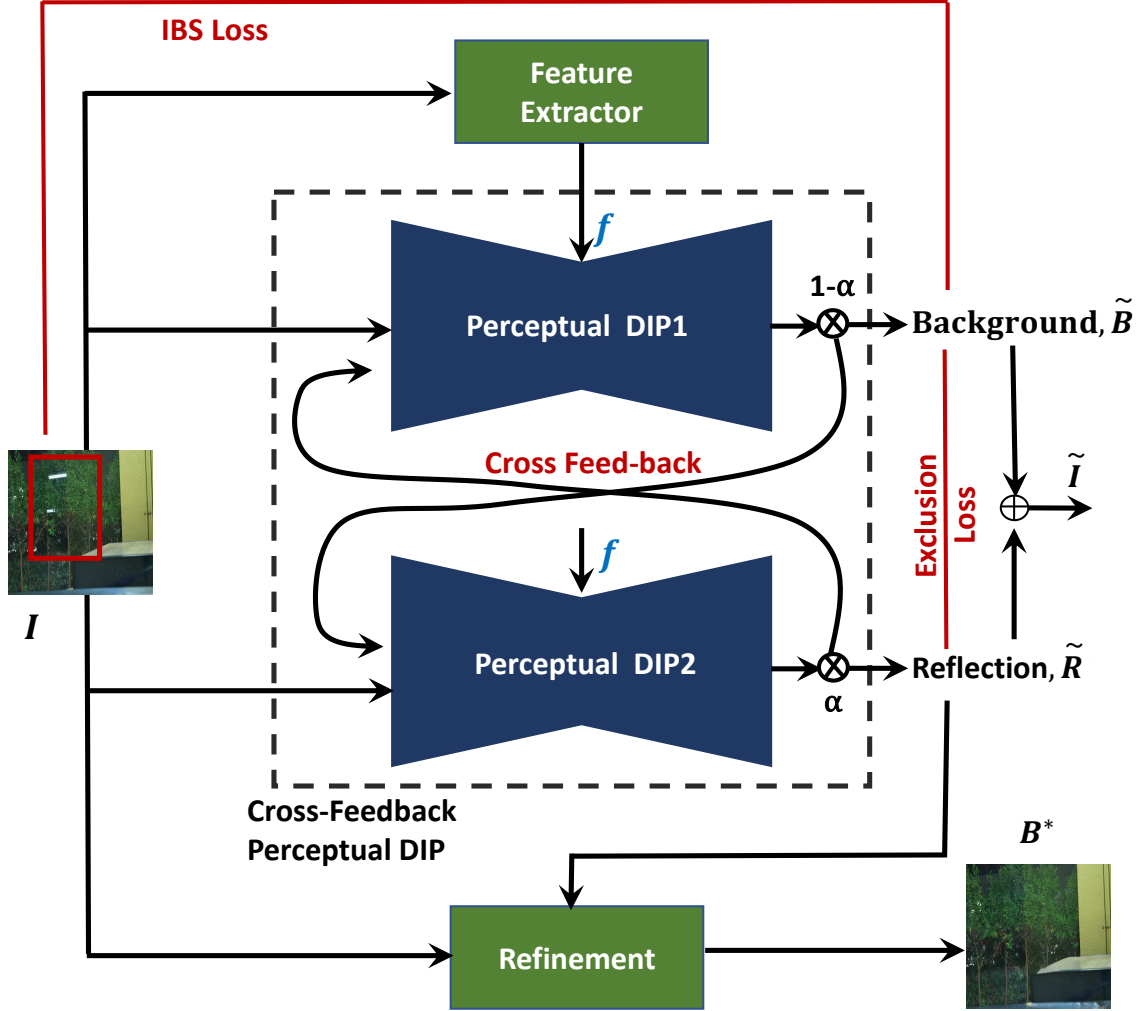 IBS Loss
Feature
Extractor
f
1-α
Perceptual DIP1
Background, B̃
Cross Feed-back
Exclusion
Loss
Ĩ
f
I
Perceptual DIP2
Reflection, R̃
α
Cross-Feedback
Perceptual DIP
B*
Refinement